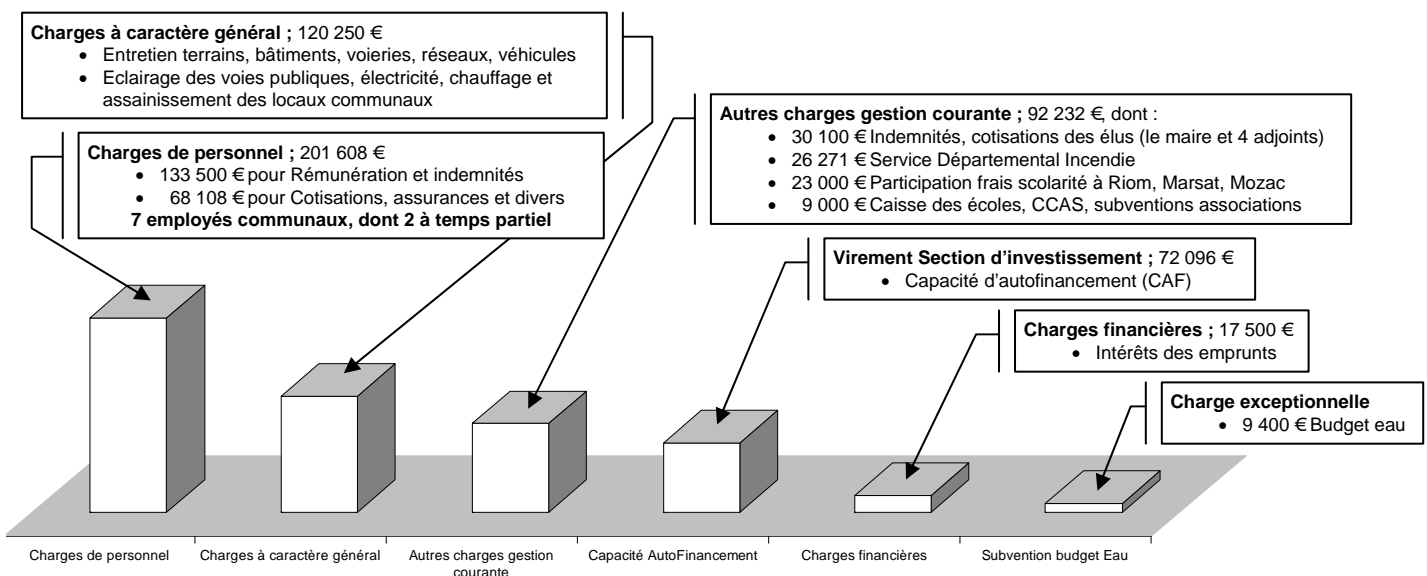 Charges à caractère général ; 120 250 €
• Entretien terrains, bâtiments, voieries, réseaux, véhicules
• Eclairage des voies publiques, électricité, chauffage et
assainissement des locaux communaux
Charges de personnel ; 201 608 €
• 133 500 € pour Rémunération et indemnités
• 68 108 € pour Cotisations, assurances et divers
7 employés communaux, dont 2 à temps partiel
Autres charges gestion courante ; 92 232 €, dont :
• 30 100 € Indemnités, cotisations des élus (le maire et 4 adjoints)
• 26 271 € Service Départemental Incendie
• 23 000 € Participation frais scolarité à Riom, Marsat, Mozac
• 9 000 € Caisse des écoles, CCAS, subventions associations
Virement Section d'investissement ; 72 096 €
• Capacité d'autofinancement (CAF)
Charges financières ; 17 500 €
• Intérêts des emprunts
Charge exceptionnelle
• 9 400 € Budget eau
Charges de personnel
Charges à caractère général
Autres charges gestion
courante
Capacité AutoFinancement
Charges financières
Subvention budget Eau